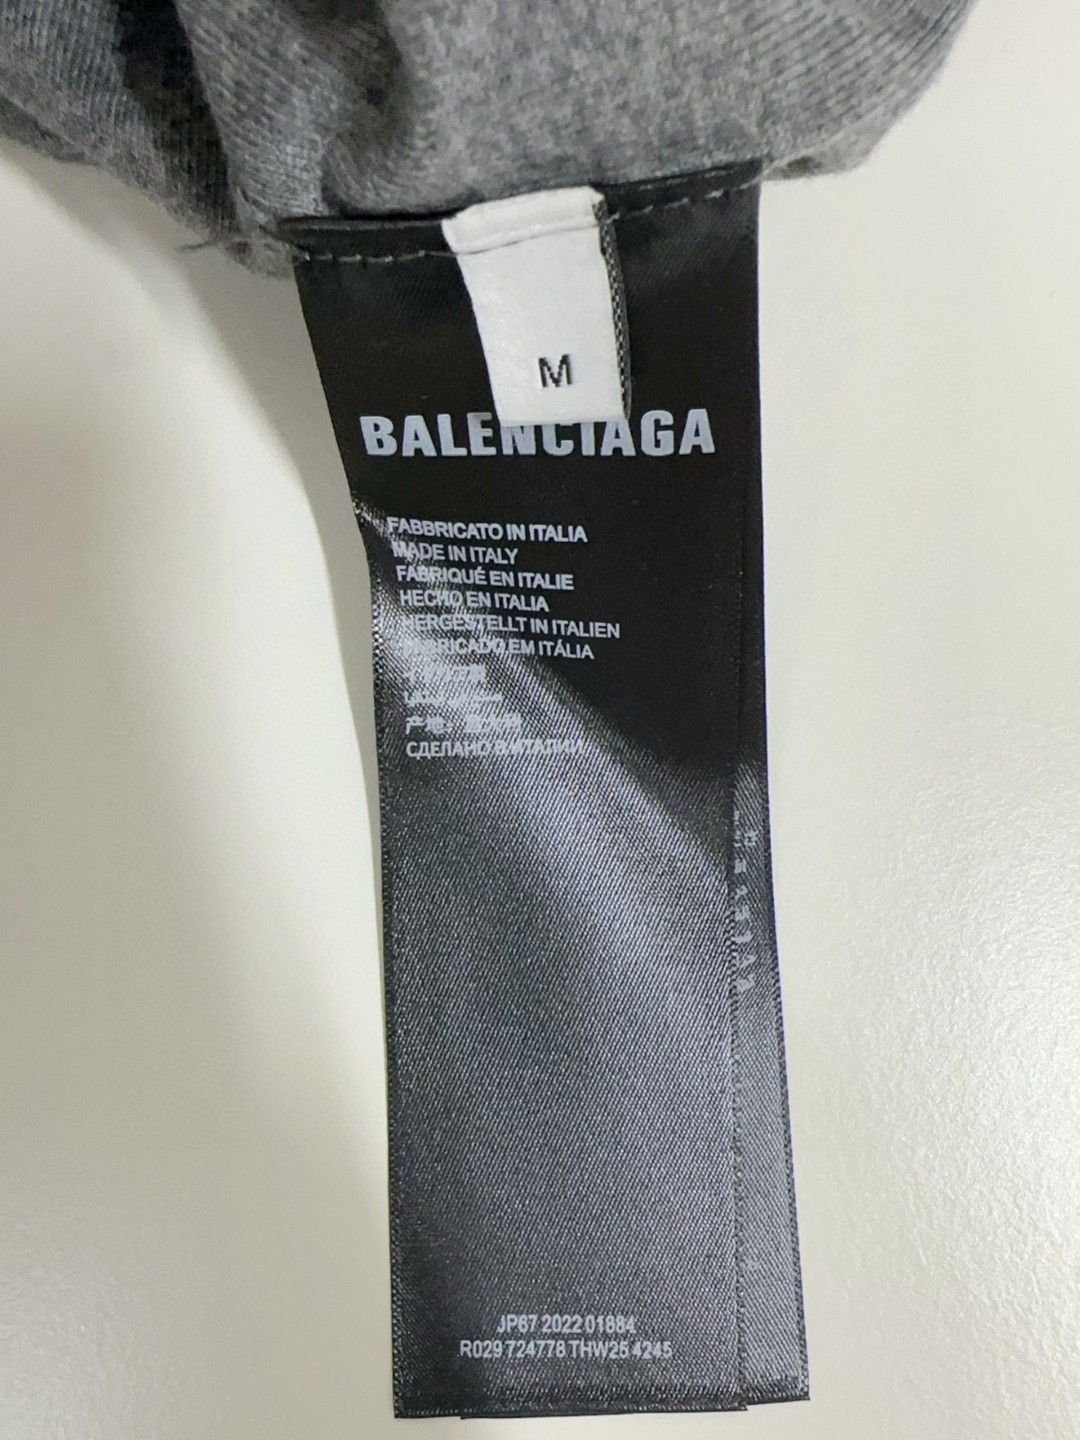 M
BALENCIAGA
FABBRICATO IN ITALIA
MADE IN ITALY
FABRIQUÉ EN ITALIE
HECHO EN ITALIA
HERGESTELLT IN ITALIEN
FABRICADO EM ITÁLIA
СДЕЛАНО В ИТАЛИИ
JP67 2022 01884
R029 724778 THW25 4245